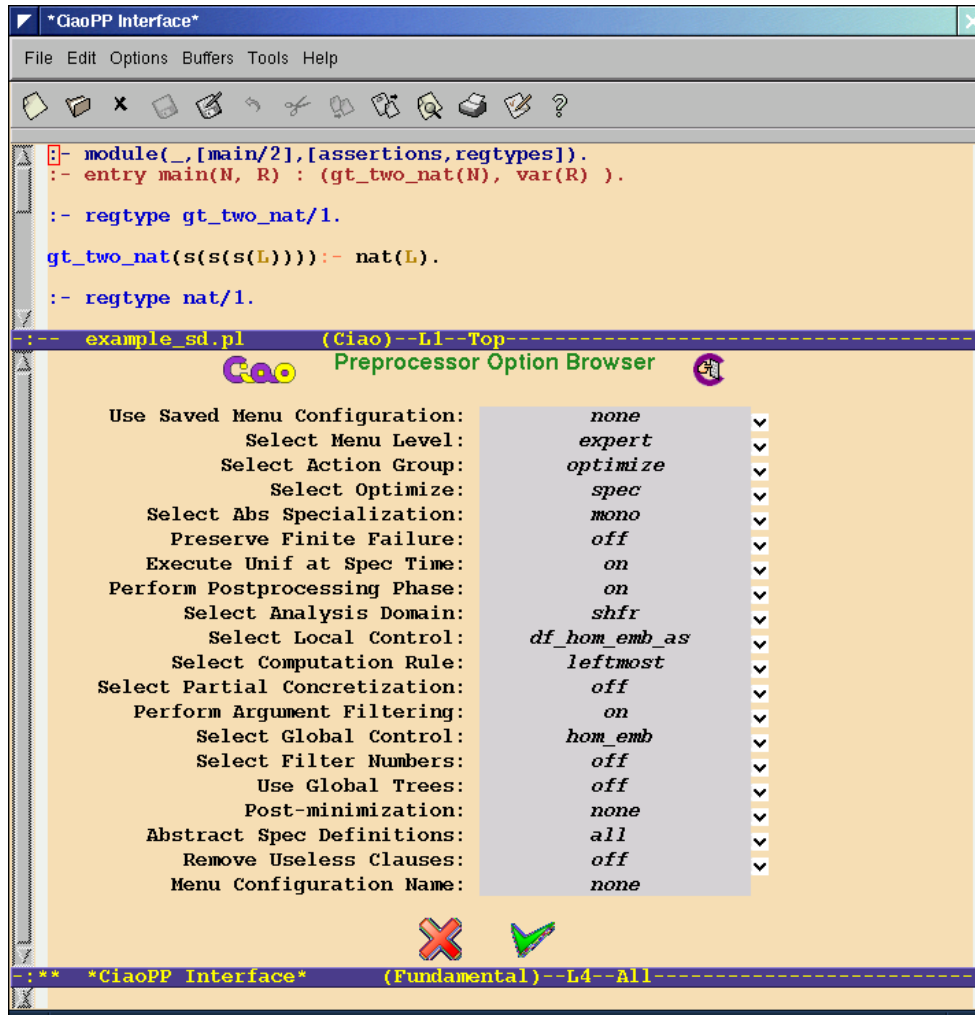 *CiaoPP Interface*
File Edit Options Buffers Tools Help
:- module(_,[main/2],[assertions,regtypes]).
:- entry main(N, R) : (gt_two_nat(N), var(R) ).
:- regtype gt_two_nat/1.
gt_two_nat(s(s(s(L)))):- nat(L).
:- regtype nat/1.
-:-- example_sd.pl (Ciao)--L1--Top----------------------------------------
Ciao Preprocessor Option Browser
Use Saved Menu Configuration: none
Select Menu Level: expert
Select Action Group: optimize
Select Optimize: spec
Select Abs Specialization: mono
Preserve Finite Failure: off
Execute Unif at Spec Time: on
Perform Postprocessing Phase: on
Select Analysis Domain: shfr
Select Local Control: df_hom_emb_as
Select Computation Rule: leftmost
Select Partial Concretization: off
Perform Argument Filtering: on
Select Global Control: hom_emb
Select Filter Numbers: off
Use Global Trees: off
Post-minimization: none
Abstract Spec Definitions: all
Remove Useless Clauses: off
Menu Configuration Name: none
-:** *CiaoPP Interface* (Fundamental)--L4--All---------------------------